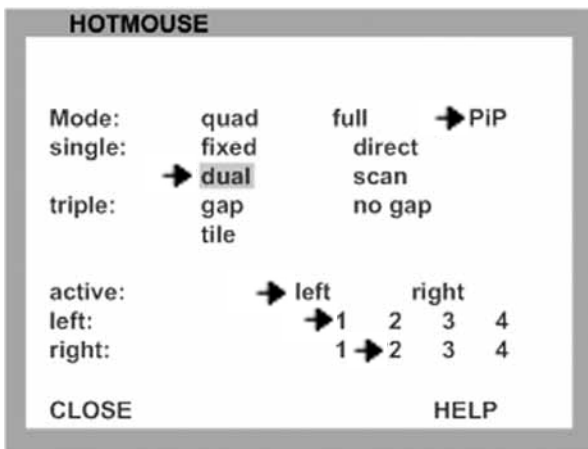 HOTMOUSE
Mode: quad full PiP
single: fixed direct
dual scan
triple: gap no gap
tile
active: left right
left: 1 2 3 4
right: 1 2 3 4
CLOSE HELP